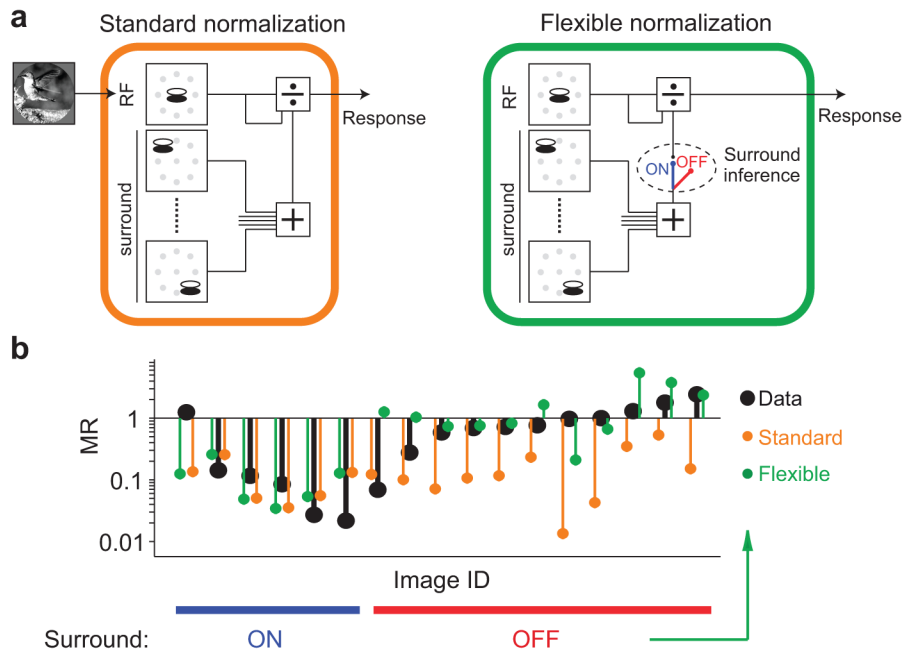 a
Standard normalization
Flexible normalization
RF
÷
Response
surround
+
RF
÷
Response
ON
OFF
Surround
inference
surround
+
b
MR
1
0.1
0.01
Data
Standard
Flexible
Image ID
Surround:
ON
OFF